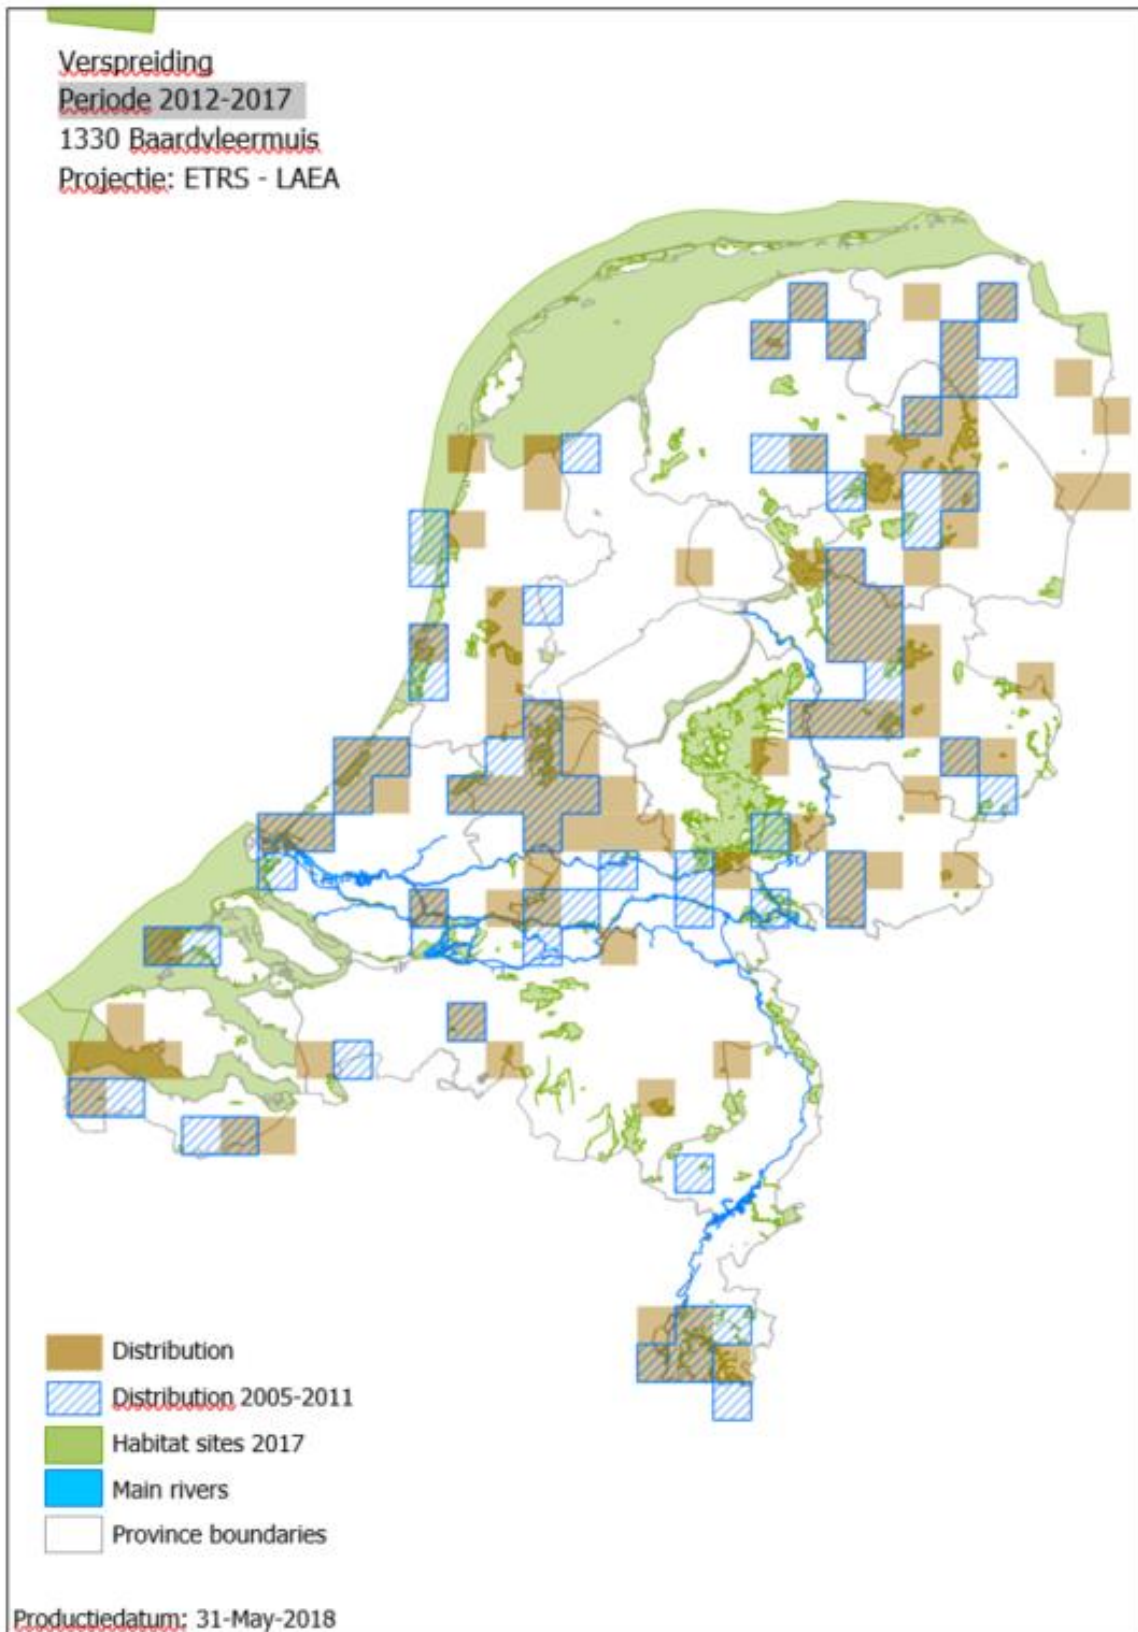 Verspreiding
Periode 2012-2017
1330 Baardvleermuis
Projectie: ETRS - LAEA
Distribution
Distribution 2005-2011
Habitat sites 2017
Main rivers
Province boundaries
Productiedatum: 31-May-2018